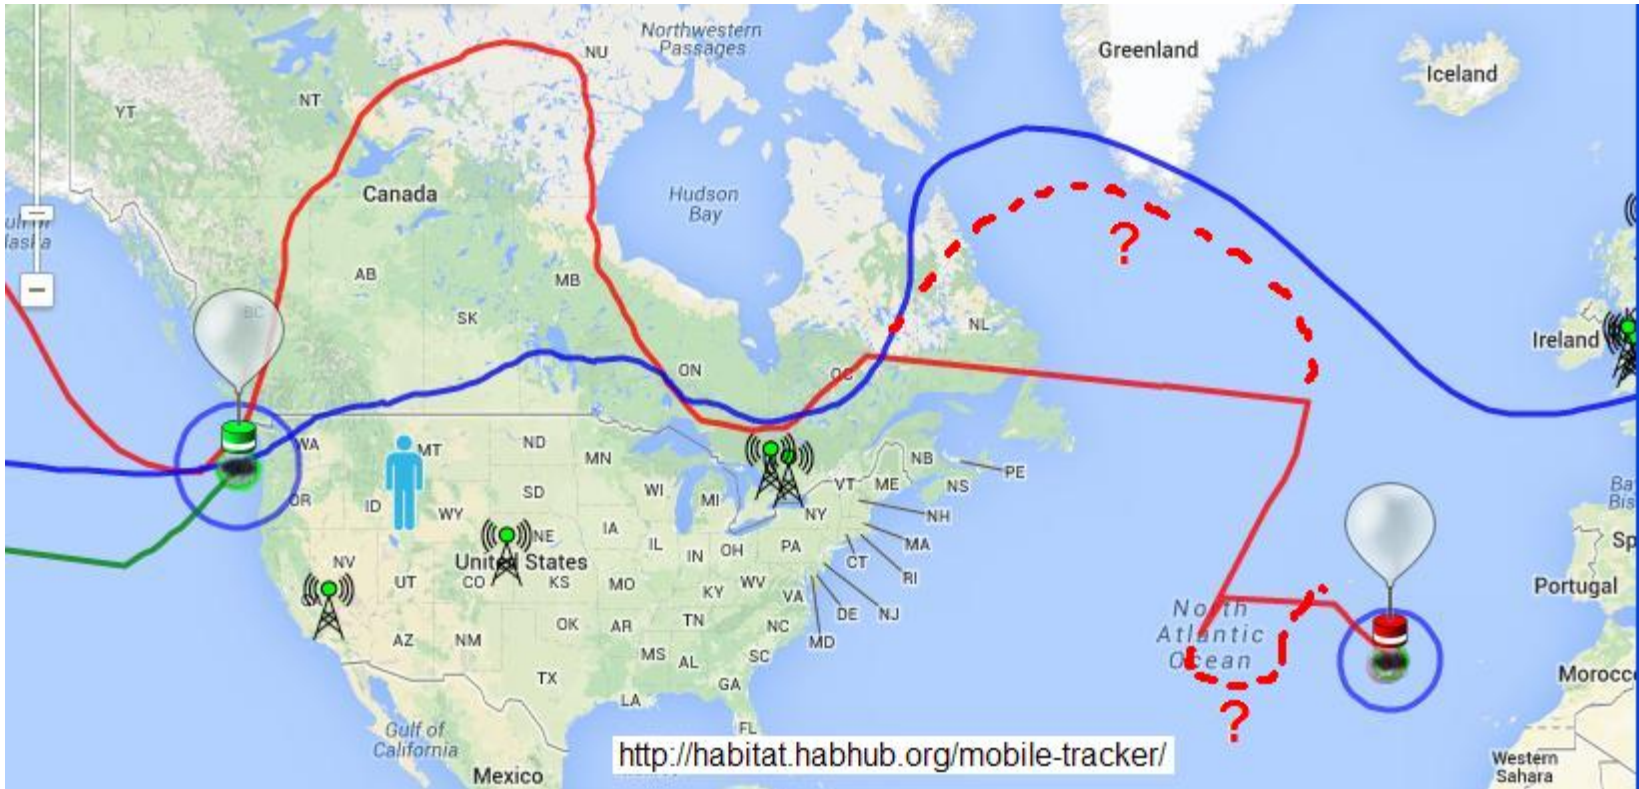 Northwestern
Passages
Greenland
Iceland
NU
NT
YT
Canada
Hudson
Bay
AB
MB
SK
BC
NL
ON
QC
Ireland
?
WA
MT
ND
MN
OR
ID
WY
SD
WI
MI
NB
PE
VT
ME
NS
NH
NY
MA
NE
IA
IL
IN
OH
PA
CT
RI
NV
United States
UT
CO
KS
MO
KY
WV
VA
DE
NJ
MD
Portugal
AZ
NM
OK
AR
TN
NC
North
Atlantic
Ocean
MS
AL
SC
GA
TX
LA
FL
?
Gulf of
California
Mexico
http://habitat.habhub.org/mobile-tracker/
Western
Sahara